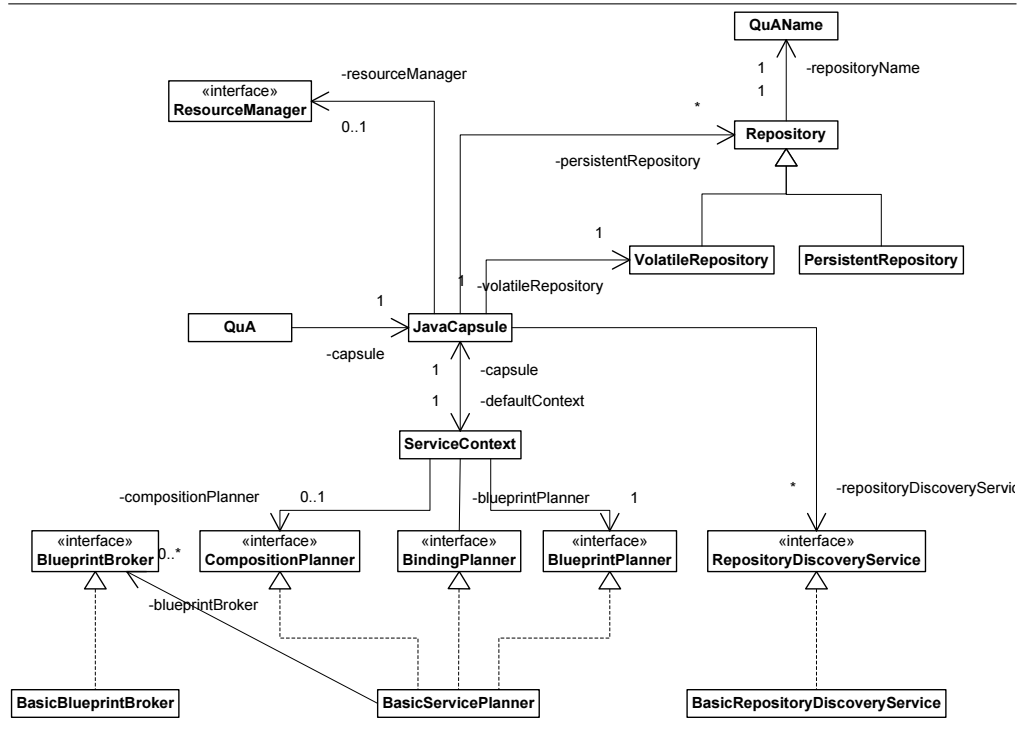 QuAName
-resourceManager
1
-repositoryName
«interface»
ResourceManager
1
*
0..1
Repository
-persistentRepository
1
VolatileRepository
PersistentRepository
1
-volatileRepository
1
QuA
JavaCapsule
-capsule
1
-capsule
1
-defaultContext
ServiceContext
-compositionPlanner
0..1
-blueprintPlanner
1
*
-repositoryDiscoveryServic
«interface»
BlueprintBroker
0..*
«interface»
CompositionPlanner
«interface»
BindingPlanner
«interface»
BlueprintPlanner
«interface»
RepositoryDiscoveryService
-blueprintBroker
BasicBlueprintBroker
BasicServicePlanner
BasicRepositoryDiscoveryService